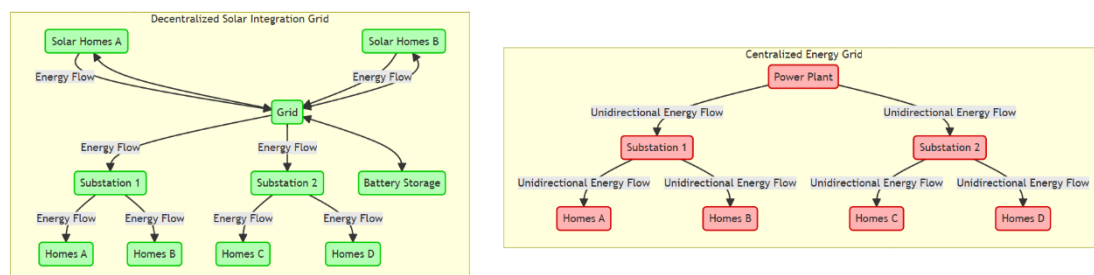 Decentralized Solar Integration Grid
Solar Homes A
Solar Homes B
Energy Flow
Energy Flow
Grid
Energy Flow
Energy Flow
Substation 1
Substation 2
Battery Storage
Energy Flow
Energy Flow
Energy Flow
Energy Flow
Homes A
Homes B
Homes C
Homes D
Centralized Energy Grid
Power Plant
Unidirectional Energy Flow
Unidirectional Energy Flow
Substation 1
Substation 2
Unidirectional Energy Flow
Unidirectional Energy Flow
Unidirectional Energy Flow
Unidirectional Energy Flow
Homes A
Homes B
Homes C
Homes D